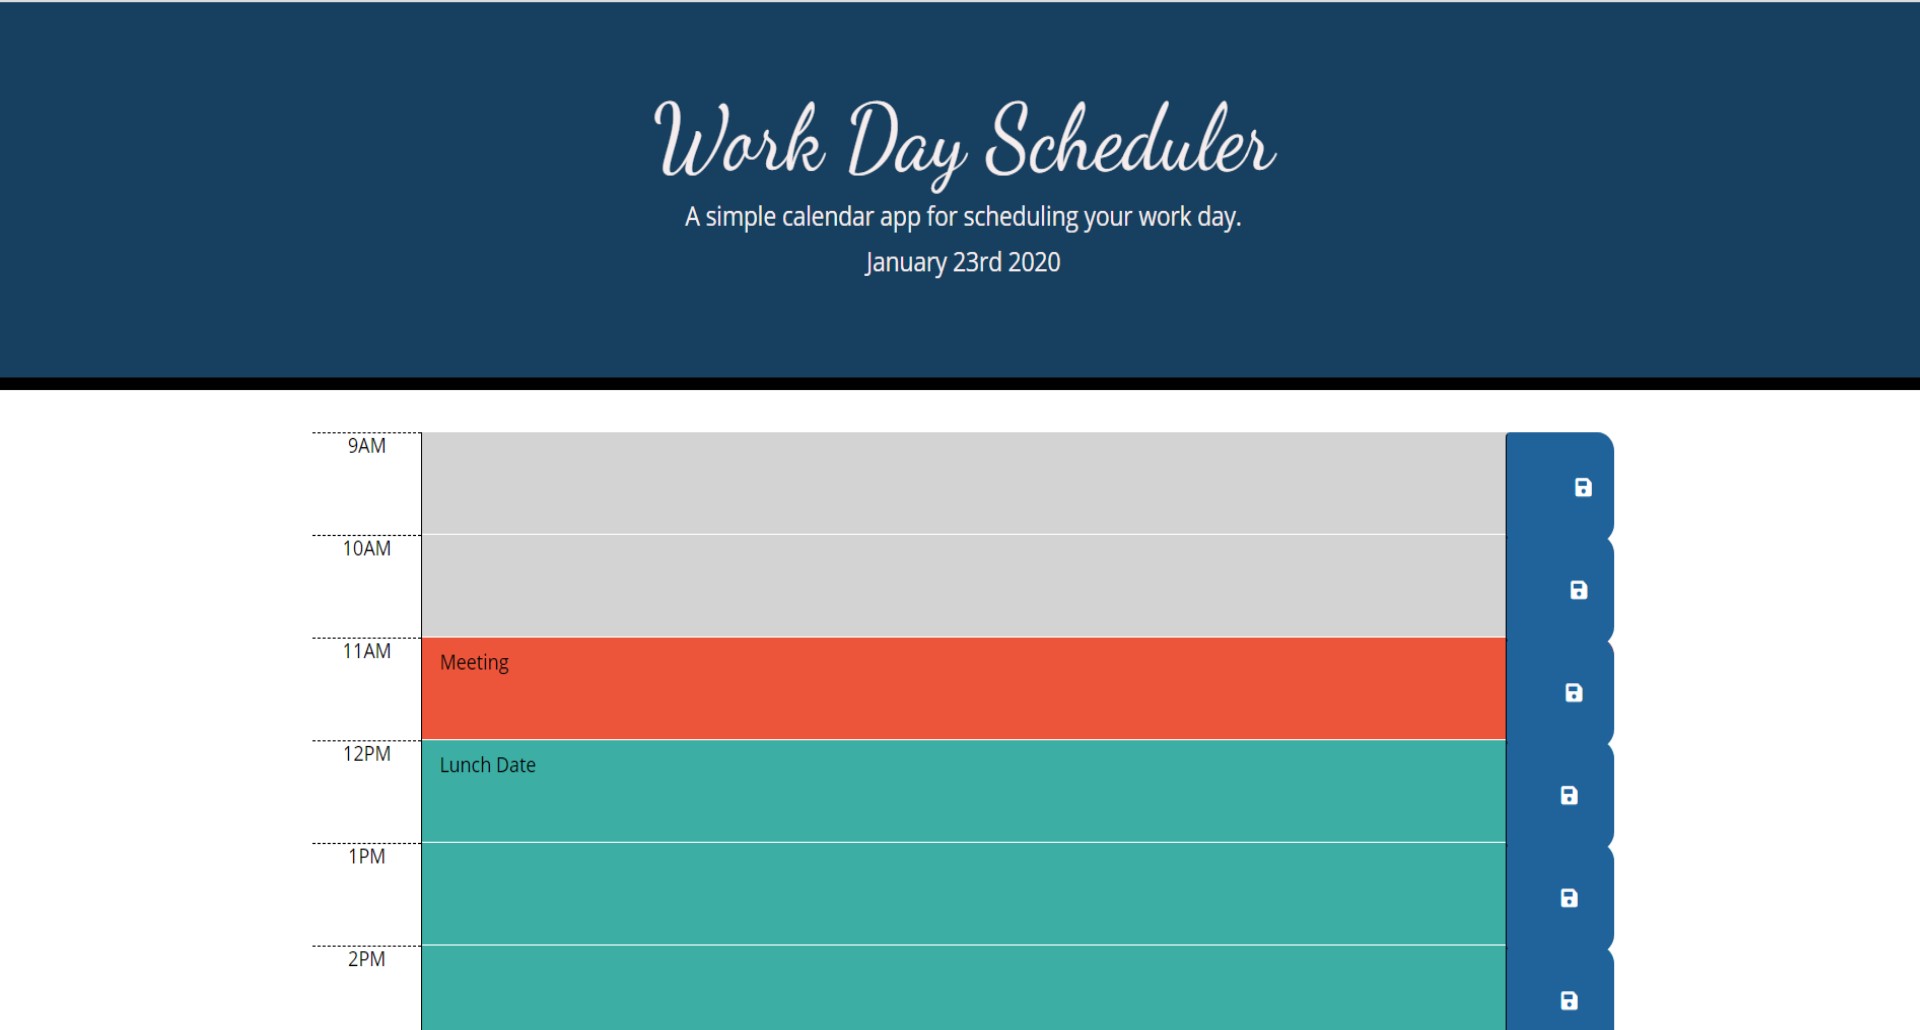 Work Day Scheduler
A simple calendar app for scheduling your work day.
January 23rd 2020
9AM
10AM
11AM
Meeting
12PM
Lunch Date
1PM
2PM